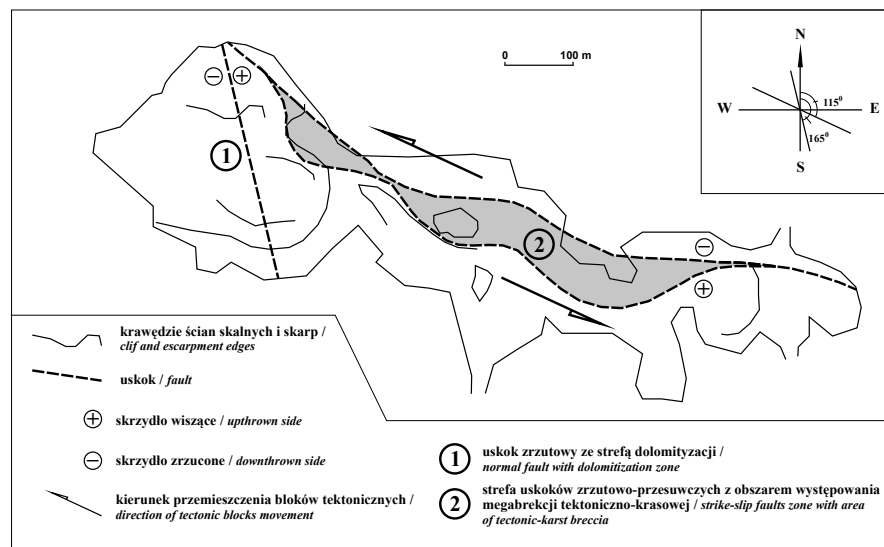 0 100 m
N
W E
S
115⁰
165⁰
1
2
krawędzie ścian skalnych i skarp /
clif and escarpment edges
uskok / fault
skrzydło wiszące / upthrown side
skrzydło zrzucone / downthrown side
kierunek przemieszczenia bloków tektonicznych /
direction of tectonic blocks movement
1 uskok zrzutowy ze strefą dolomityzacji /
normal fault with dolomitization zone
2 strefa uskoków zrzutowo-przesuwczych z obszarem występowania
megabrekcji tektoniczno-krasowej / strike-slip faults zone with area
of tectonic-karst breccia